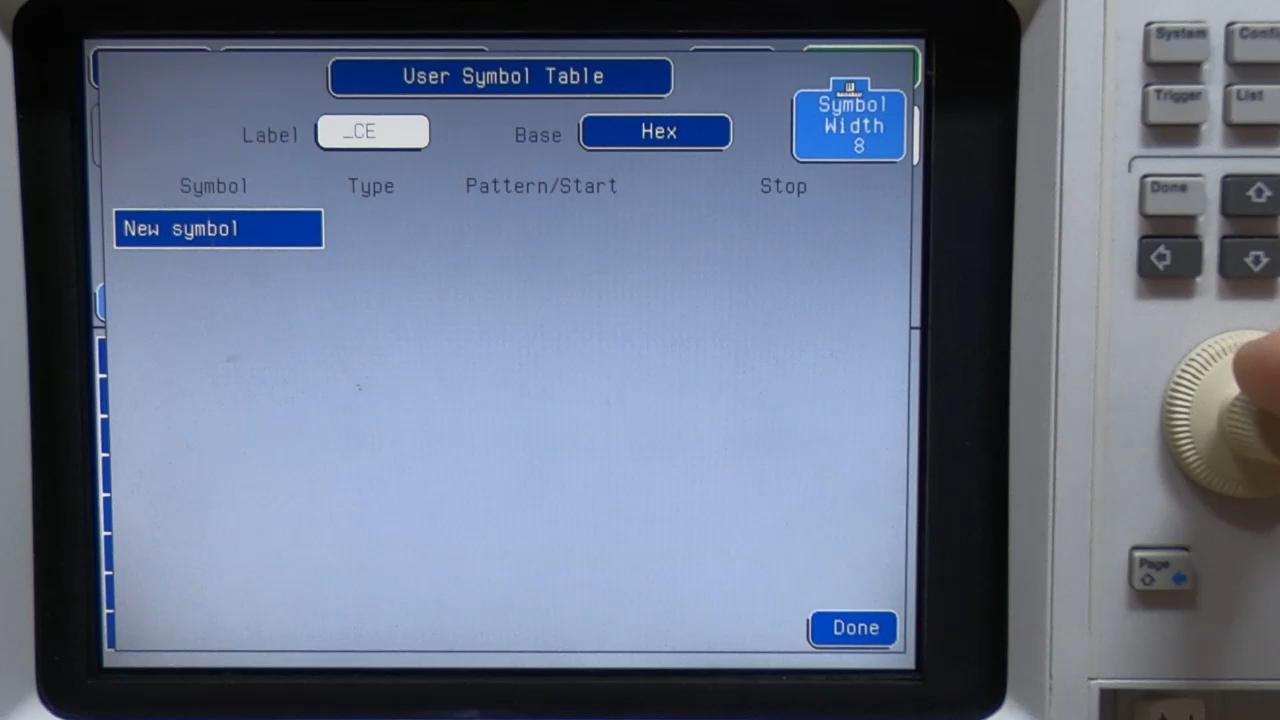 User Symbol Table
Label _CE Base Hex
Symbol Width 8
Symbol Type Pattern/Start Stop
New symbol
Done
System
Trigger List
Done
Page